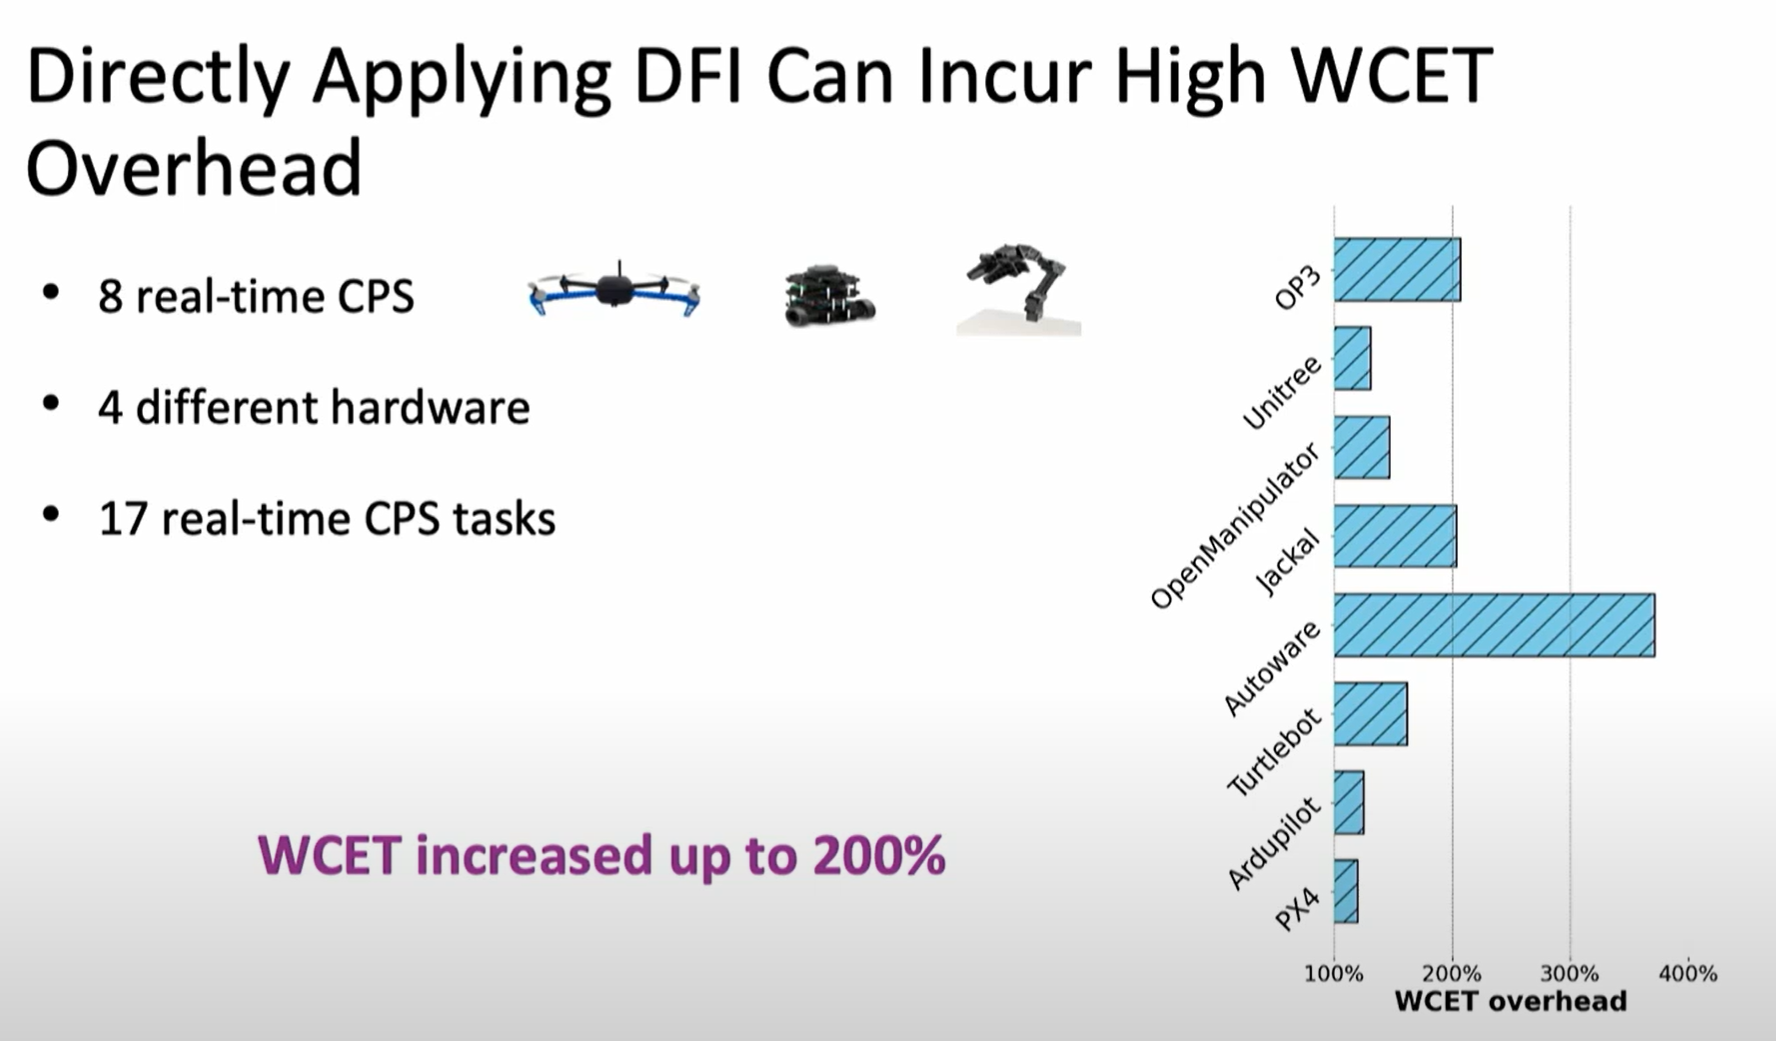 Directly Applying DFI Can Incur High WCET
Overhead
• 8 real-time CPS
• 4 different hardware
• 17 real-time CPS tasks
WCET increased up to 200%
OP3
Unitree
OpenManipulator
Jackal
Autoware
Turtlebot
Ardupilot
PX4
100% 200% 300% 400%
WCET overhead